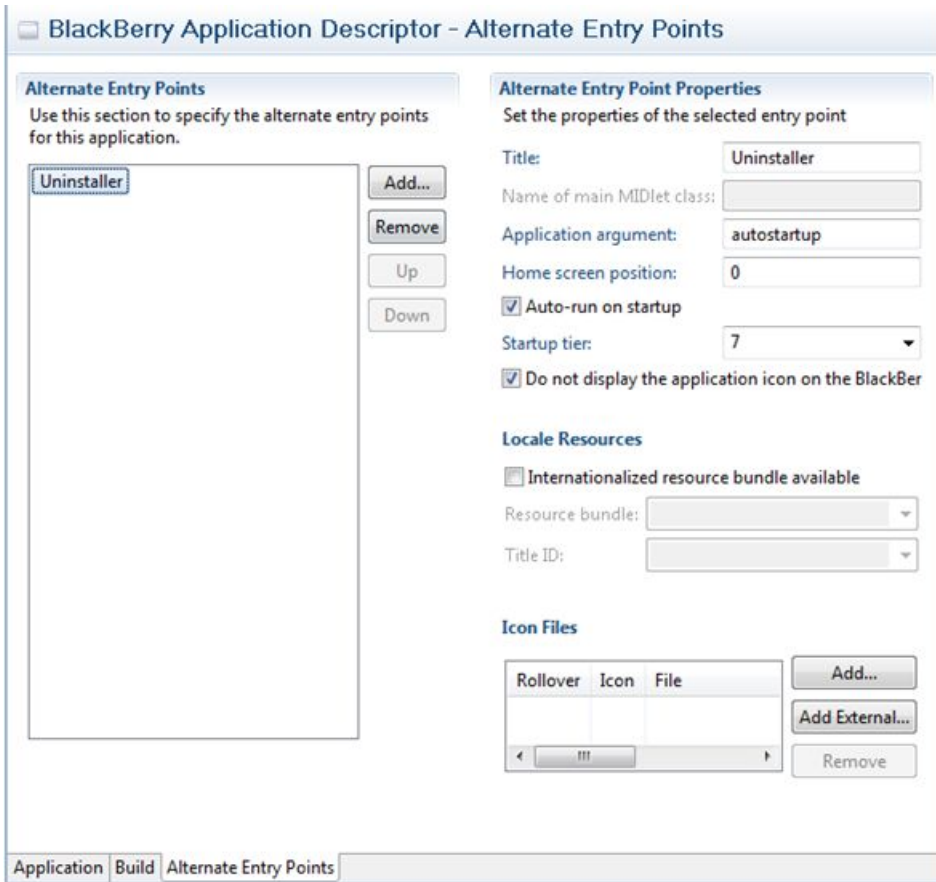 BlackBerry Application Descriptor - Alternate Entry Points
Alternate Entry Points
Use this section to specify the alternate entry points
for this application.
Uninstaller
Add...
Remove
Up
Down
Alternate Entry Point Properties
Set the properties of the selected entry point
Title: Uninstaller
Name of main MIDlet class:
Application argument: autostartup
Home screen position: 0
Auto-run on startup
Startup tier: 7
Do not display the application icon on the BlackBer
Locale Resources
Internationalized resource bundle available
Resource bundle:
Title ID:
Icon Files
Rollover Icon File
Add...
Add External...
Remove
Application Build Alternate Entry Points